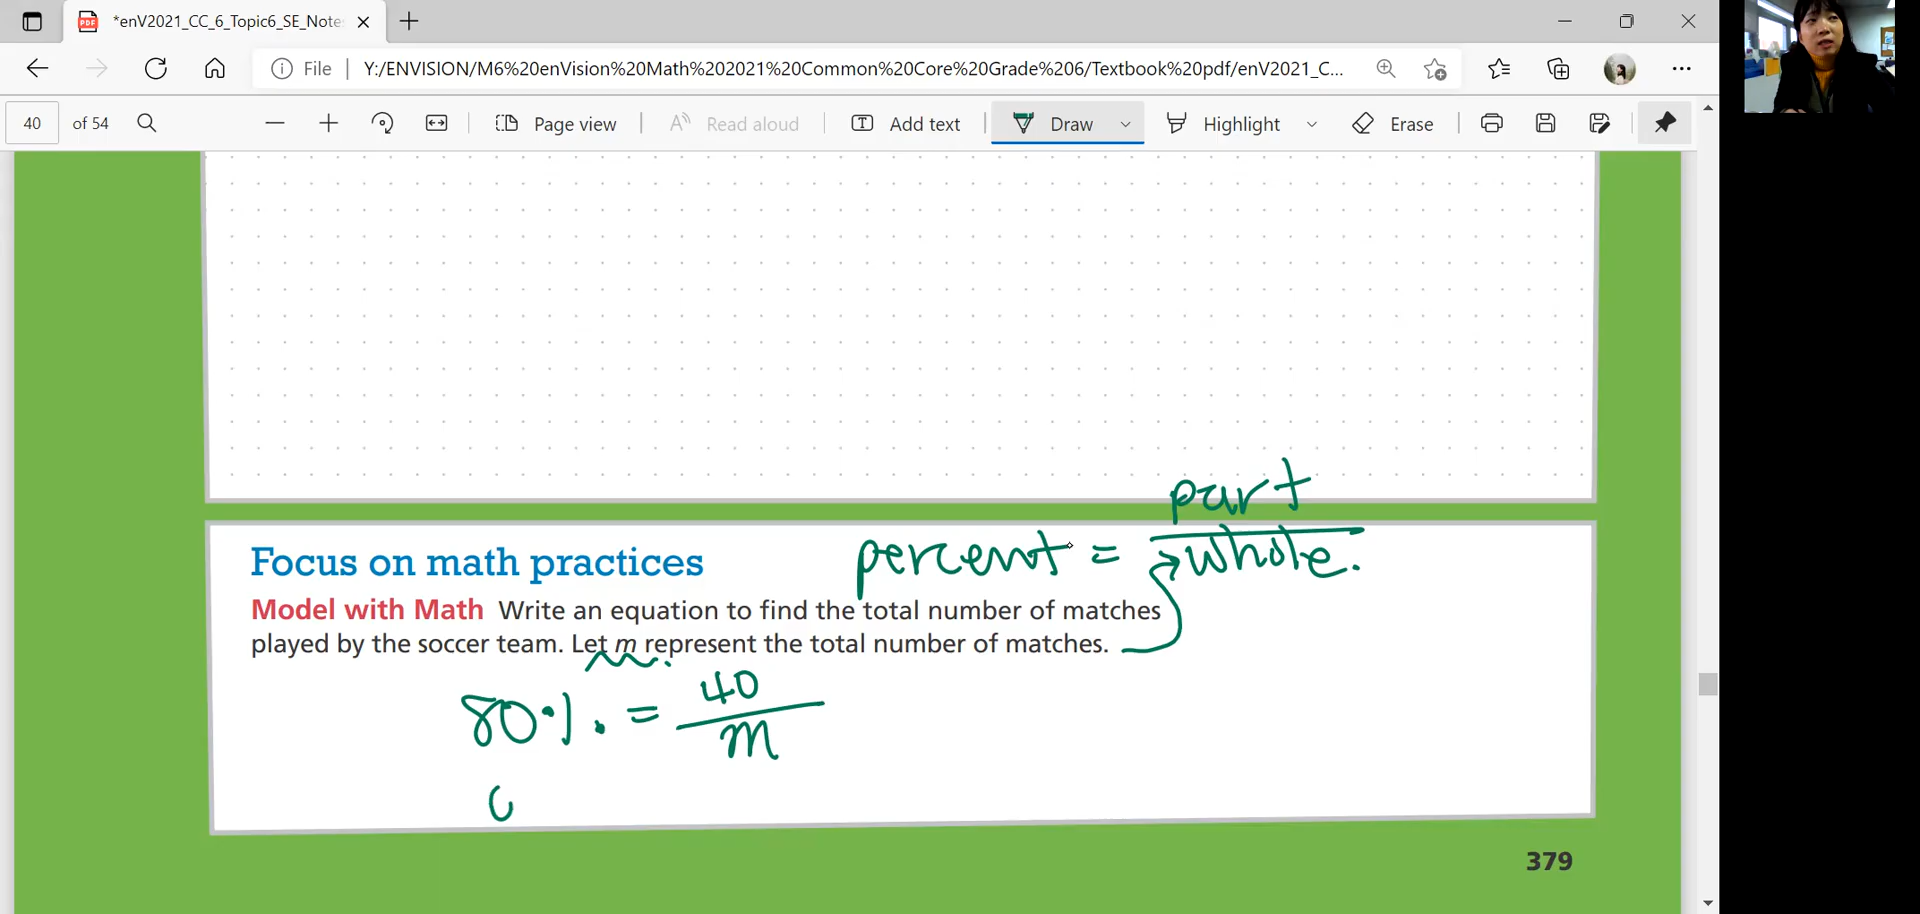 *enV2021_CC_6_Topic6_SE_Note
File
Y:/ENVISION/M6%20enVision%20Math%202021%20Common%20Core%20Grade%206/Textbook%20pdf/enV2021_C...
40 of 54
Page view
Read aloud
Add text
Draw
Highlight
Erase
part
percent = whole.
Focus on math practices
Model with Math Write an equation to find the total number of matches
played by the soccer team. Let m represent the total number of matches.
80%. = 40
m
0
379